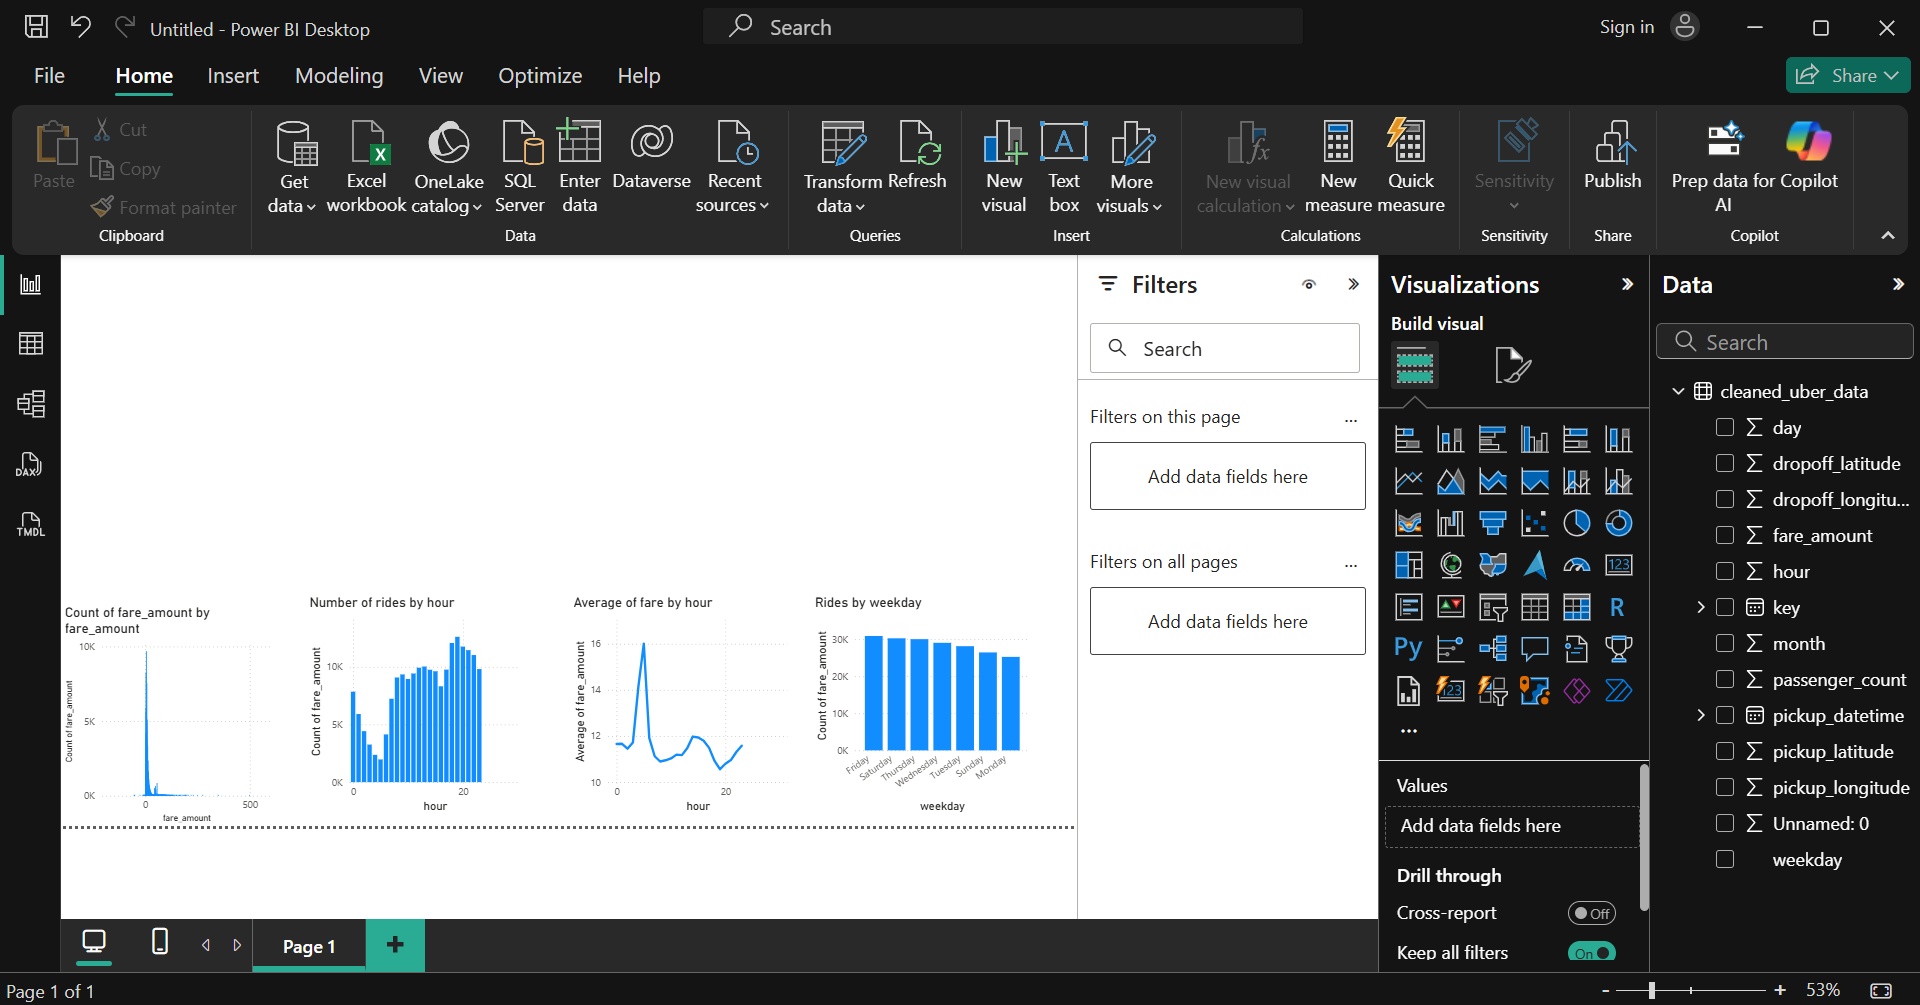 Untitled - Power BI Desktop
Search
Sign in
File
Home
Insert
Modeling
View
Optimize
Help
Share
Paste
Cut
Copy
Format painter
Clipboard
Get data
Excel workbook
OneLake catalog
SQL Server
Enter data
Dataverse
Recent sources
Data
Transform data
Refresh
Queries
New visual
Text box
More visuals
Insert
New visual calculation
New measure
Quick measure
Calculations
Sensitivity
Sensitivity
Publish
Share
Prep data for AI
Copilot
Copilot
DAX
TMDL
Count of fare_amount by
fare_amount
10K
5K
0K
Count of fare_amount
0
500
fare_amount
Number of rides by hour
10K
5K
0K
Count of fare_amount
0
20
hour
Average of fare by hour
16
14
12
10
Average of fare_amount
0
20
hour
Rides by weekday
30K
20K
10K
0K
Count of fare_amount
Friday
Saturday
Thursday
Wednesday
Tuesday
Sunday
Monday
weekday
Filters
Search
Filters on this page
...
Add data fields here
Filters on all pages
...
Add data fields here
Visualizations
Build visual
123
R
Py
123
...
Values
Add data fields here
Drill through
Cross-report
Off
Keep all filters
On
Data
Search
cleaned_uber_data
day
dropoff_latitude
dropoff_longitu...
fare_amount
hour
key
month
passenger_count
pickup_datetime
pickup_latitude
pickup_longitude
Unnamed: 0
weekday
Page 1
Page 1 of 1
53%